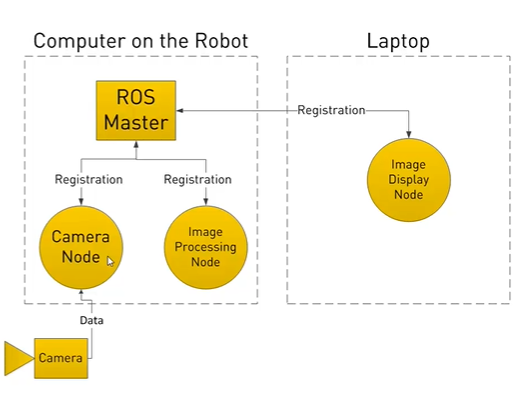 Computer on the Robot
Laptop
ROS
Master
Registration
Image
Display
Node
Registration
Registration
Camera
Node
Image
Processing
Node
Data
Camera